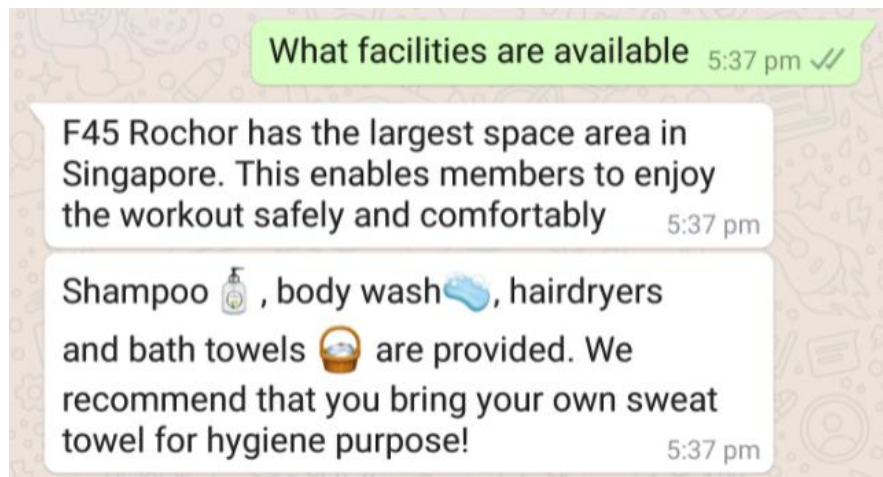 What facilities are available 5:37 pm
F45 Rochor has the largest space area in
Singapore. This enables members to enjoy
the workout safely and comfortably 5:37 pm
Shampoo 🧴 , body wash🧼, hairdryers
and bath towels 🧺 are provided. We
recommend that you bring your own sweat
towel for hygiene purpose! 5:37 pm